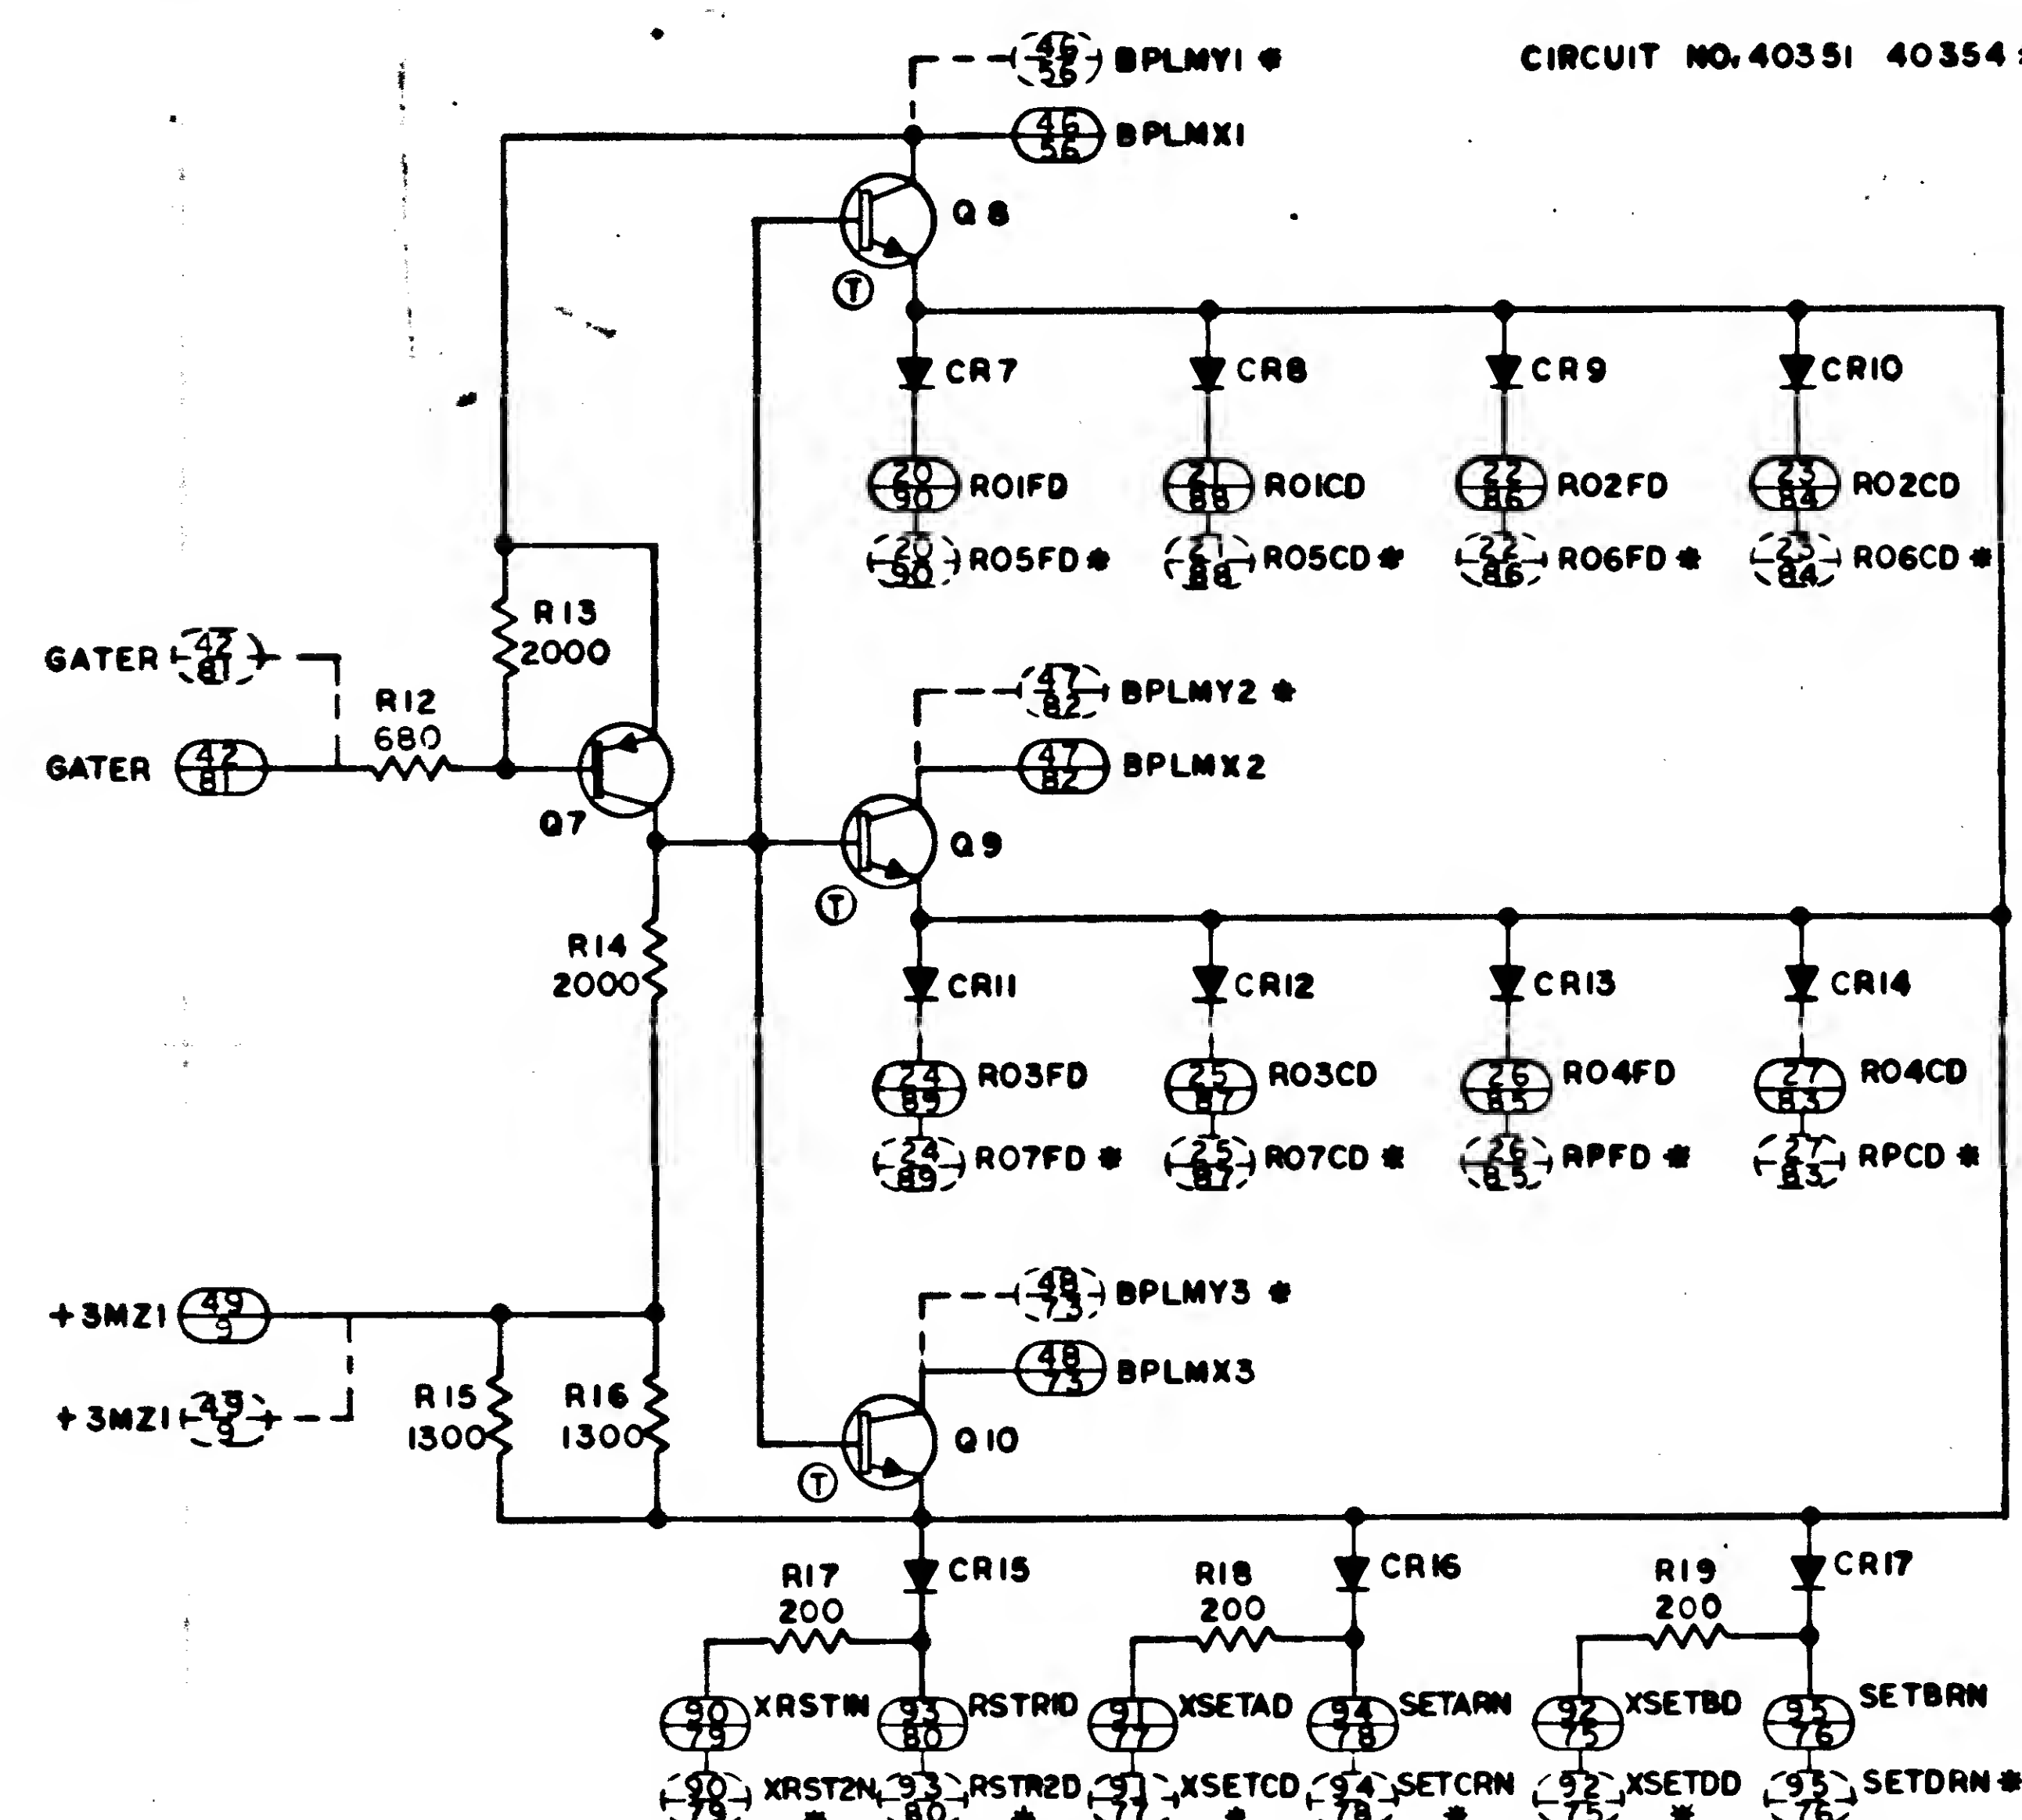 46
56 BPLMY1 *
CIRCUIT NO. 40351 40354
46
56 BPLMX1
Q8
T
CR7 CR8 CR9 CR10
20
90 RO1FD
21
88 RO1CD
22
86 RO2FD
23
84 RO2CD
20
90 RO5FD *
21
88 RO5CD *
22
86 RO6FD *
23
84 RO6CD *
R13
2000
GATER 42
81
R12
680
GATER 42
81
Q7
47
82 BPLMY2 *
47
82 BPLMX2
Q9
T
R14
2000
CR11 CR12 CR13 CR14
24
89 RO3FD
25
87 RO3CD
26
85 RO4FD
27
83 RO4CD
24
89 RO7FD *
25
87 RO7CD *
26
85 RPFD *
27
83 RPCD *
+3MZ1 49
9
+3MZ1 49
9
R15
1300
R16
1300
48
73 BPLMY3 *
48
73 BPLMX3
Q10
T
R17
200
CR15
R18
200
CR16
R19
200
CR17
90
79 XRST1N
93
80 RSTR1D
91
77 XSETAD
94
78 SETARN
92
75 XSETBD
95
76 SETBRN
90
79 XRST2N *
93
80 RSTR2D *
91
77 XSETCD *
94
78 SETCRN *
92
75 XSETDD *
95
76 SETDRN *